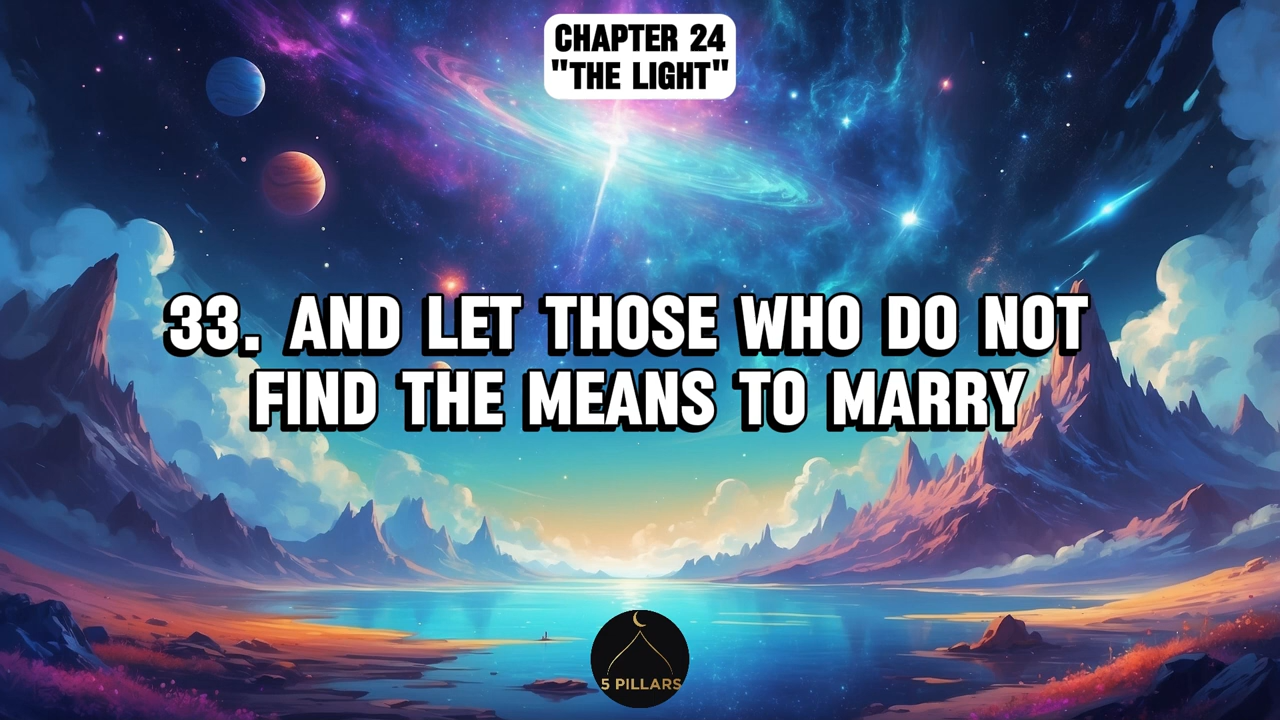 CHAPTER 24
"THE LIGHT"
33. AND LET THOSE WHO DO NOT
FIND THE MEANS TO MARRY
5 PILLARS